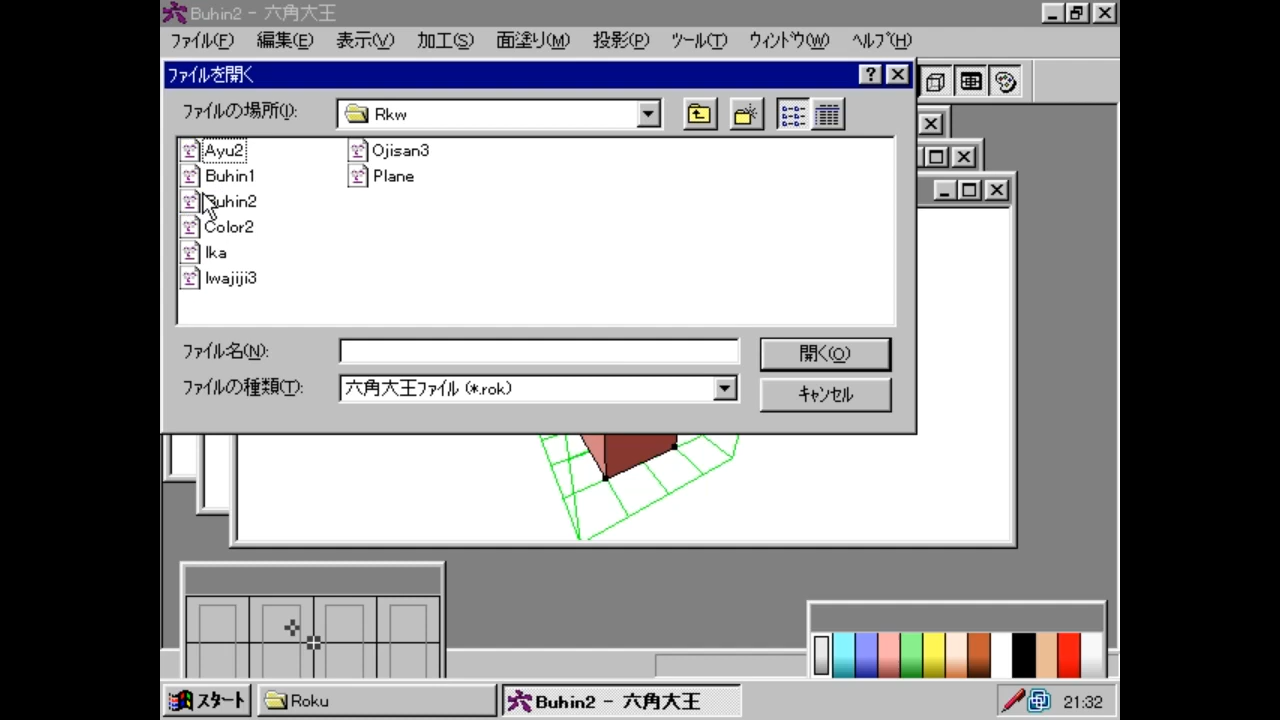 Buhin2 - 六角大王
ファイル(F) 編集(E) 表示(V) 加工(S) 面塗り(M) 投影(P) ツール(T) ウィンドウ(W) ヘルプ(H)
ファイルを開く
ファイルの場所(I): Rkw
Ayu2
Buhin1
Buhin2
Color2
Ika
Iwajiji3
Ojisan3
Plane
ファイル名(N): 開く(O)
ファイルの種類(T): 六角大王ファイル (*.rok) キャンセル
スタート Roku Buhin2 - 六角大王 21:32